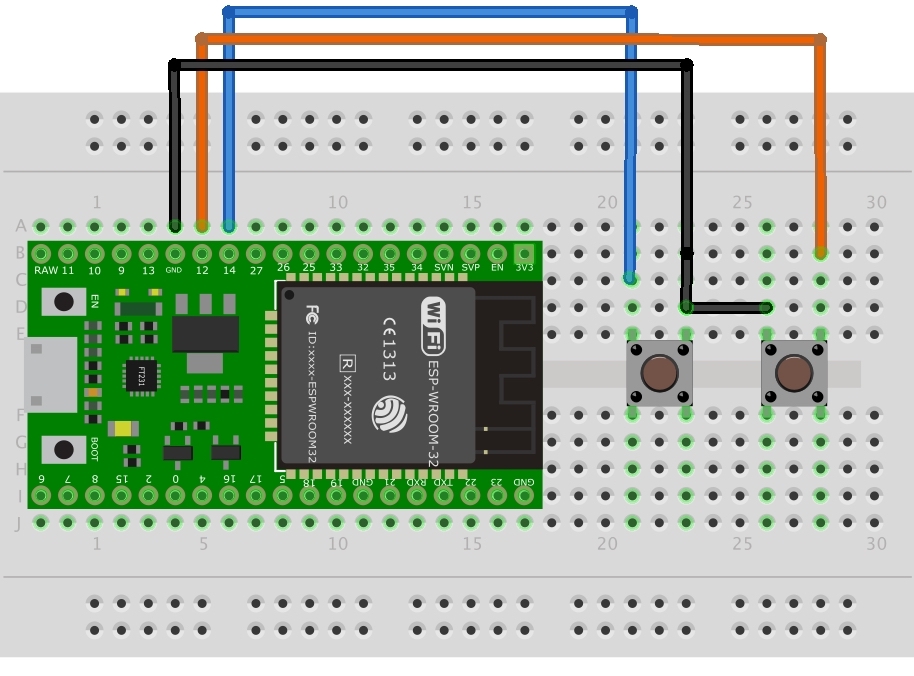 1 10 15 20 25 30
A
B
RAW 11 10 9 13 GND 12 14 27 26 25 33 32 35 34 SVN SVP EN 3V3
C
D
E
EN
FT231
FC ID:xxxx-ESPWROOM32
R XXX-XXXXXX
CE1313
WiFi
ESP-WROOM-32
F
G
BOOT
H
6 7 8 15 2 0 4 16 17 5 18 19 GND 21 RXD TXD 22 23 GND
I
J
1 5 10 15 20 25 30